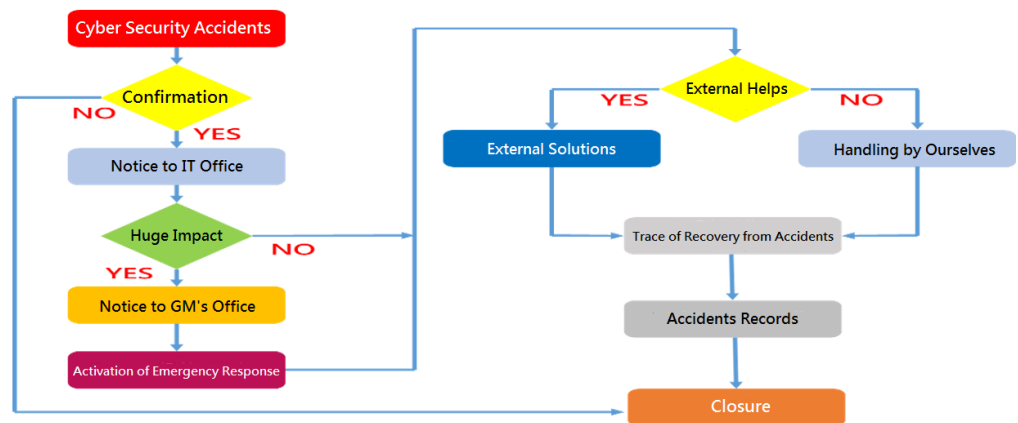 Cyber Security Accidents
Confirmation
NO
YES
Notice to IT Office
Huge Impact
NO
YES
Notice to GM's Office
Activation of Emergency Response
External Helps
YES
NO
External Solutions
Handling by Ourselves
Trace of Recovery from Accidents
Accidents Records
Closure